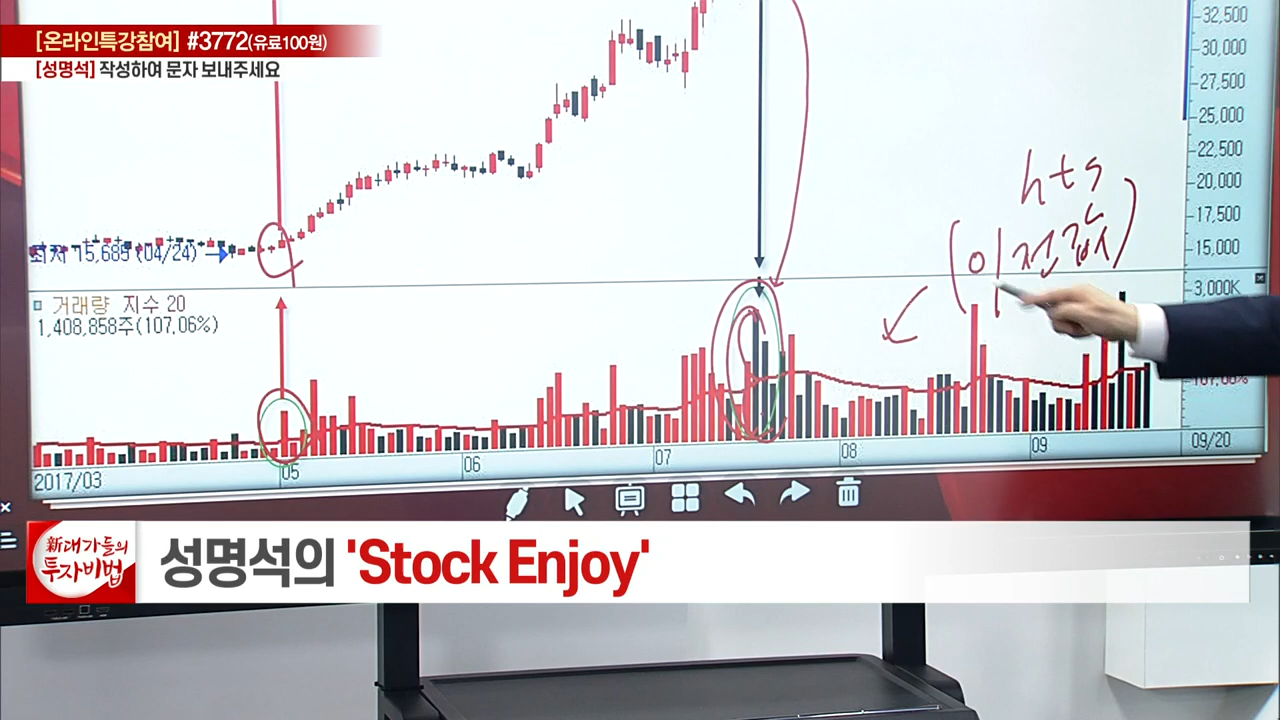 [온라인특강참여] #3772(유료100원)
[성명석] 작성하여 문자 보내주세요
32,500
30,000
27,500
25,000
22,500
20,000
17,500
15,000
hts
(이전값)
최저 15,685 (04/24)
거래량 지수 20
1,408,858주(107.06%)
3,000K
107.06%
2017/03
05
06
07
08
09
09/20
新대가들의
투자비법
성명석의 'Stock Enjoy'